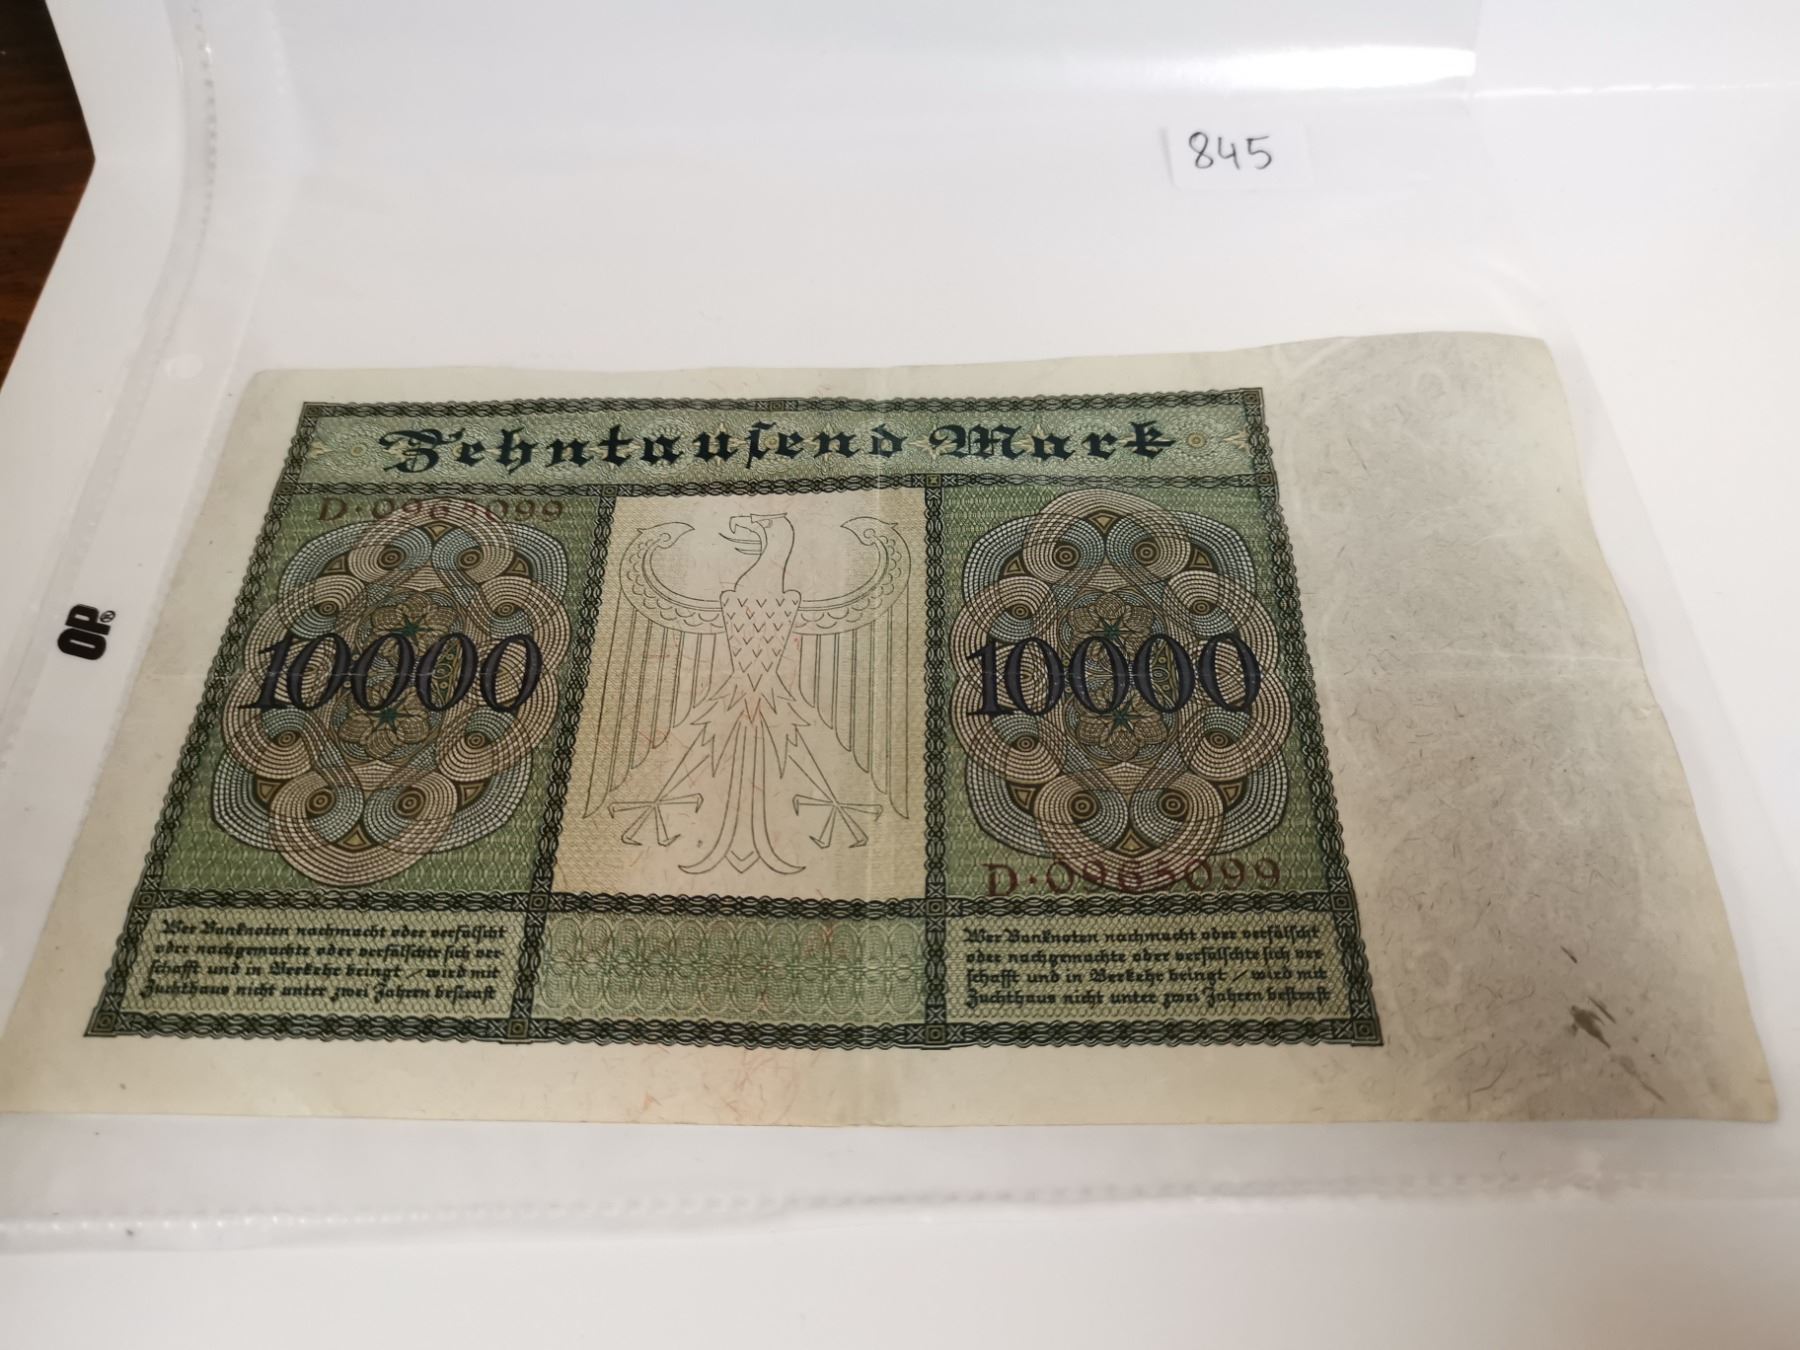 845
Zehntauſend Mark
D·0965099
10000
10000
D·0965099
OP®
Wer Banknoten nachmacht oder verfälſcht
oder nachgemachte oder verfälſchte ſich ver-
ſchafft und in Verkehr bringt / wird mit
Zuchthaus nicht unter zwei Jahren beſtraft
Wer Banknoten nachmacht oder verfälſcht
oder nachgemachte oder verfälſchte ſich ver-
ſchafft und in Verkehr bringt / wird mit
Zuchthaus nicht unter zwei Jahren beſtraft